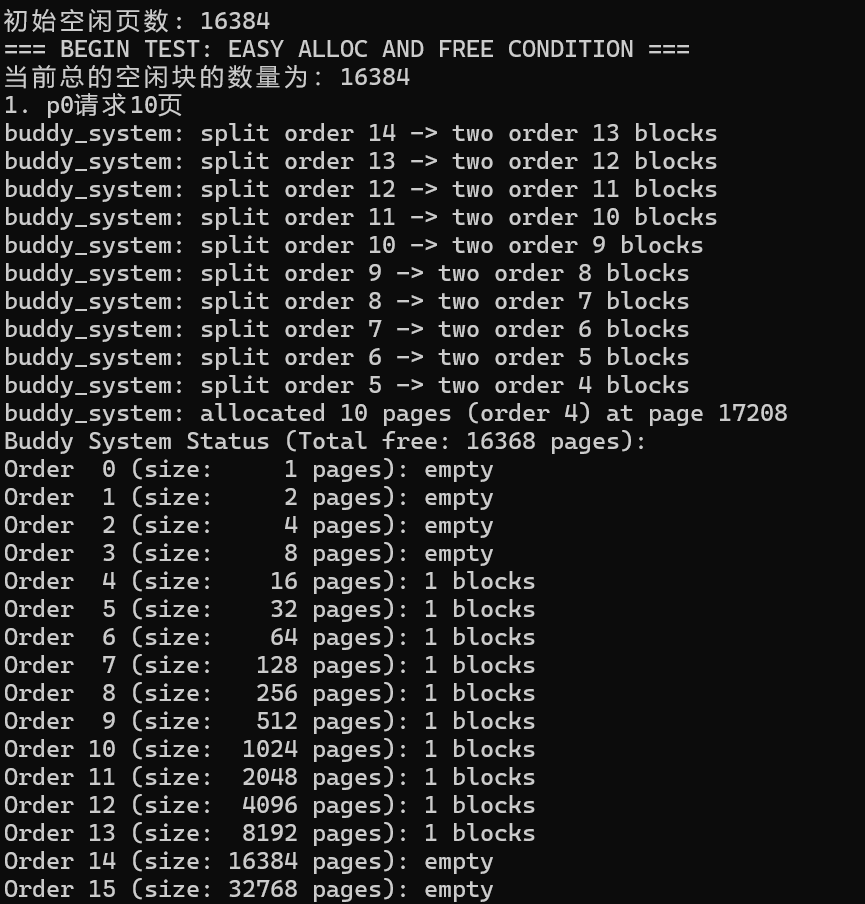 初始空闲页数: 16384
=== BEGIN TEST: EASY ALLOC AND FREE CONDITION ===
当前总的空闲块的数量为: 16384
1. p0请求10页
buddy_system: split order 14 -> two order 13 blocks
buddy_system: split order 13 -> two order 12 blocks
buddy_system: split order 12 -> two order 11 blocks
buddy_system: split order 11 -> two order 10 blocks
buddy_system: split order 10 -> two order 9 blocks
buddy_system: split order 9 -> two order 8 blocks
buddy_system: split order 8 -> two order 7 blocks
buddy_system: split order 7 -> two order 6 blocks
buddy_system: split order 6 -> two order 5 blocks
buddy_system: split order 5 -> two order 4 blocks
buddy_system: allocated 10 pages (order 4) at page 17208
Buddy System Status (Total free: 16368 pages):
Order  0 (size:     1 pages): empty
Order  1 (size:     2 pages): empty
Order  2 (size:     4 pages): empty
Order  3 (size:     8 pages): empty
Order  4 (size:    16 pages): 1 blocks
Order  5 (size:    32 pages): 1 blocks
Order  6 (size:    64 pages): 1 blocks
Order  7 (size:   128 pages): 1 blocks
Order  8 (size:   256 pages): 1 blocks
Order  9 (size:   512 pages): 1 blocks
Order 10 (size:  1024 pages): 1 blocks
Order 11 (size:  2048 pages): 1 blocks
Order 12 (size:  4096 pages): 1 blocks
Order 13 (size:  8192 pages): 1 blocks
Order 14 (size: 16384 pages): empty
Order 15 (size: 32768 pages): empty